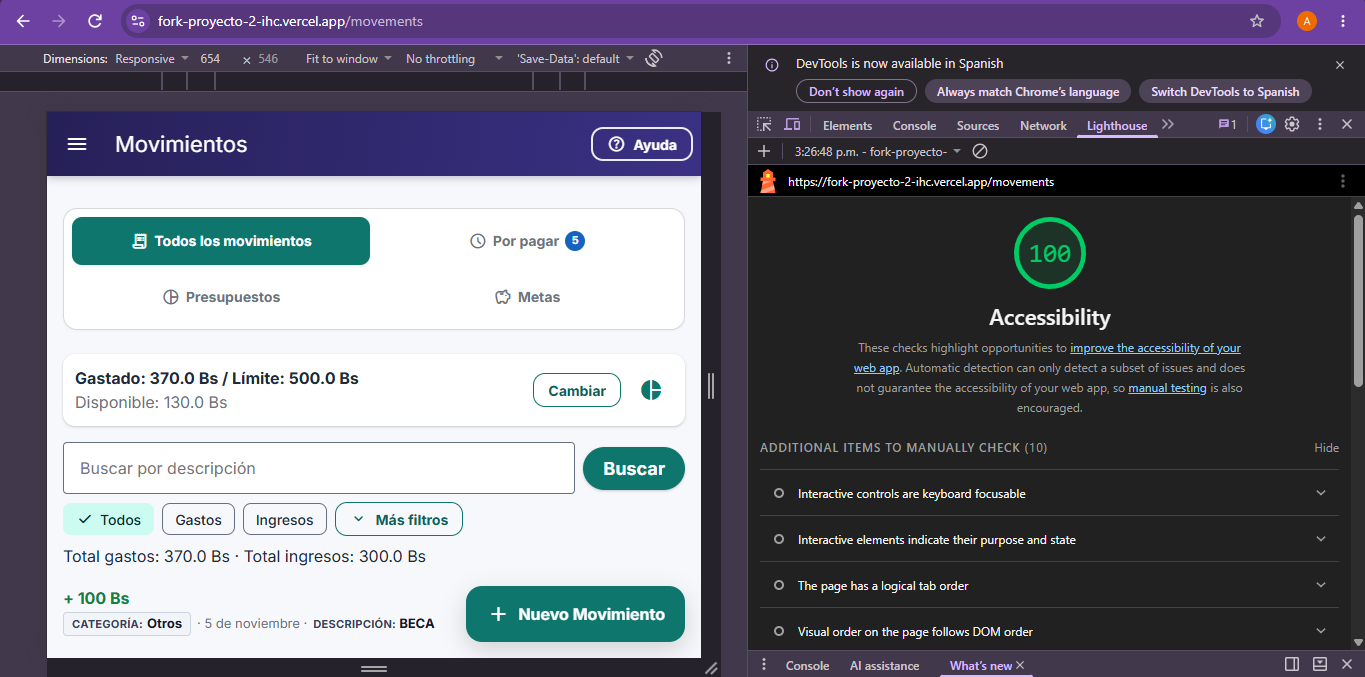 fork-proyecto-2-ihc.vercel.app/movements
A
Dimensions: Responsive 654 × 546 Fit to window No throttling 'Save-Data': default
Movimientos
Ayuda
Todos los movimientos
Por pagar 5
Presupuestos
Metas
Gastado: 370.0 Bs / Límite: 500.0 Bs
Disponible: 130.0 Bs
Cambiar
Buscar por descripción
Buscar
Todos
Gastos
Ingresos
Más filtros
Total gastos: 370.0 Bs · Total ingresos: 300.0 Bs
+ 100 Bs
CATEGORÍA: Otros · 5 de noviembre · DESCRIPCIÓN: BECA
+ Nuevo Movimiento
DevTools is now available in Spanish
Don't show again
Always match Chrome's language
Switch DevTools to Spanish
Elements Console Sources Network Lighthouse 1
3:26:48 p.m. - fork-proyecto-
https://fork-proyecto-2-ihc.vercel.app/movements
100
Accessibility
These checks highlight opportunities to improve the accessibility of your
web app. Automatic detection can only detect a subset of issues and does
not guarantee the accessibility of your web app, so manual testing is also
encouraged.
ADDITIONAL ITEMS TO MANUALLY CHECK (10)
Hide
Interactive controls are keyboard focusable
Interactive elements indicate their purpose and state
The page has a logical tab order
Visual order on the page follows DOM order
Console AI assistance What's new